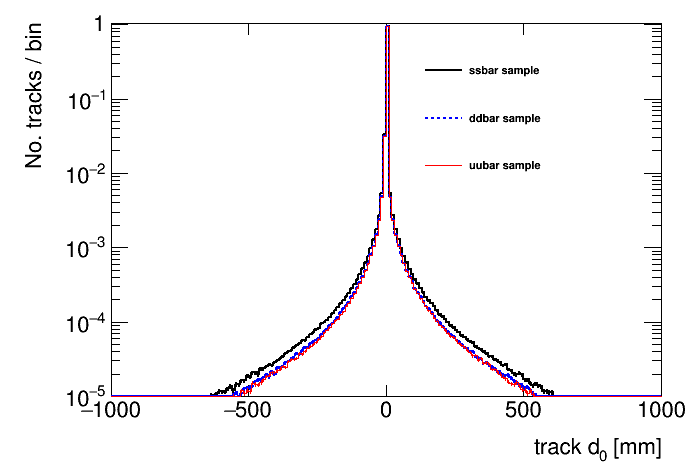 No. tracks / bin
1
10⁻¹
10⁻²
10⁻³
10⁻⁴
10⁻⁵
ssbar sample
ddbar sample
uubar sample
−1000 −500 0 500 1000
track d₀ [mm]